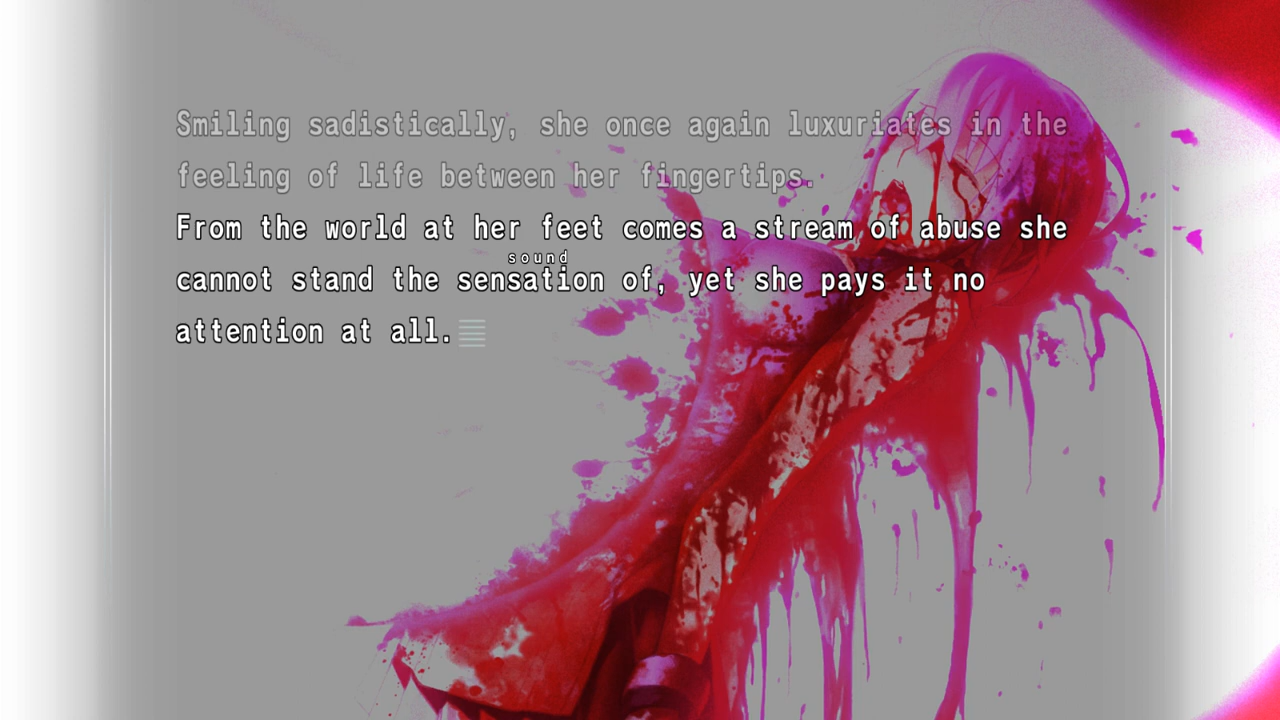 Smiling sadistically, she once again luxuriates in the
feeling of life between her fingertips.
From the world at her feet comes a stream of abuse she
sound
cannot stand the sensation of, yet she pays it no
attention at all.